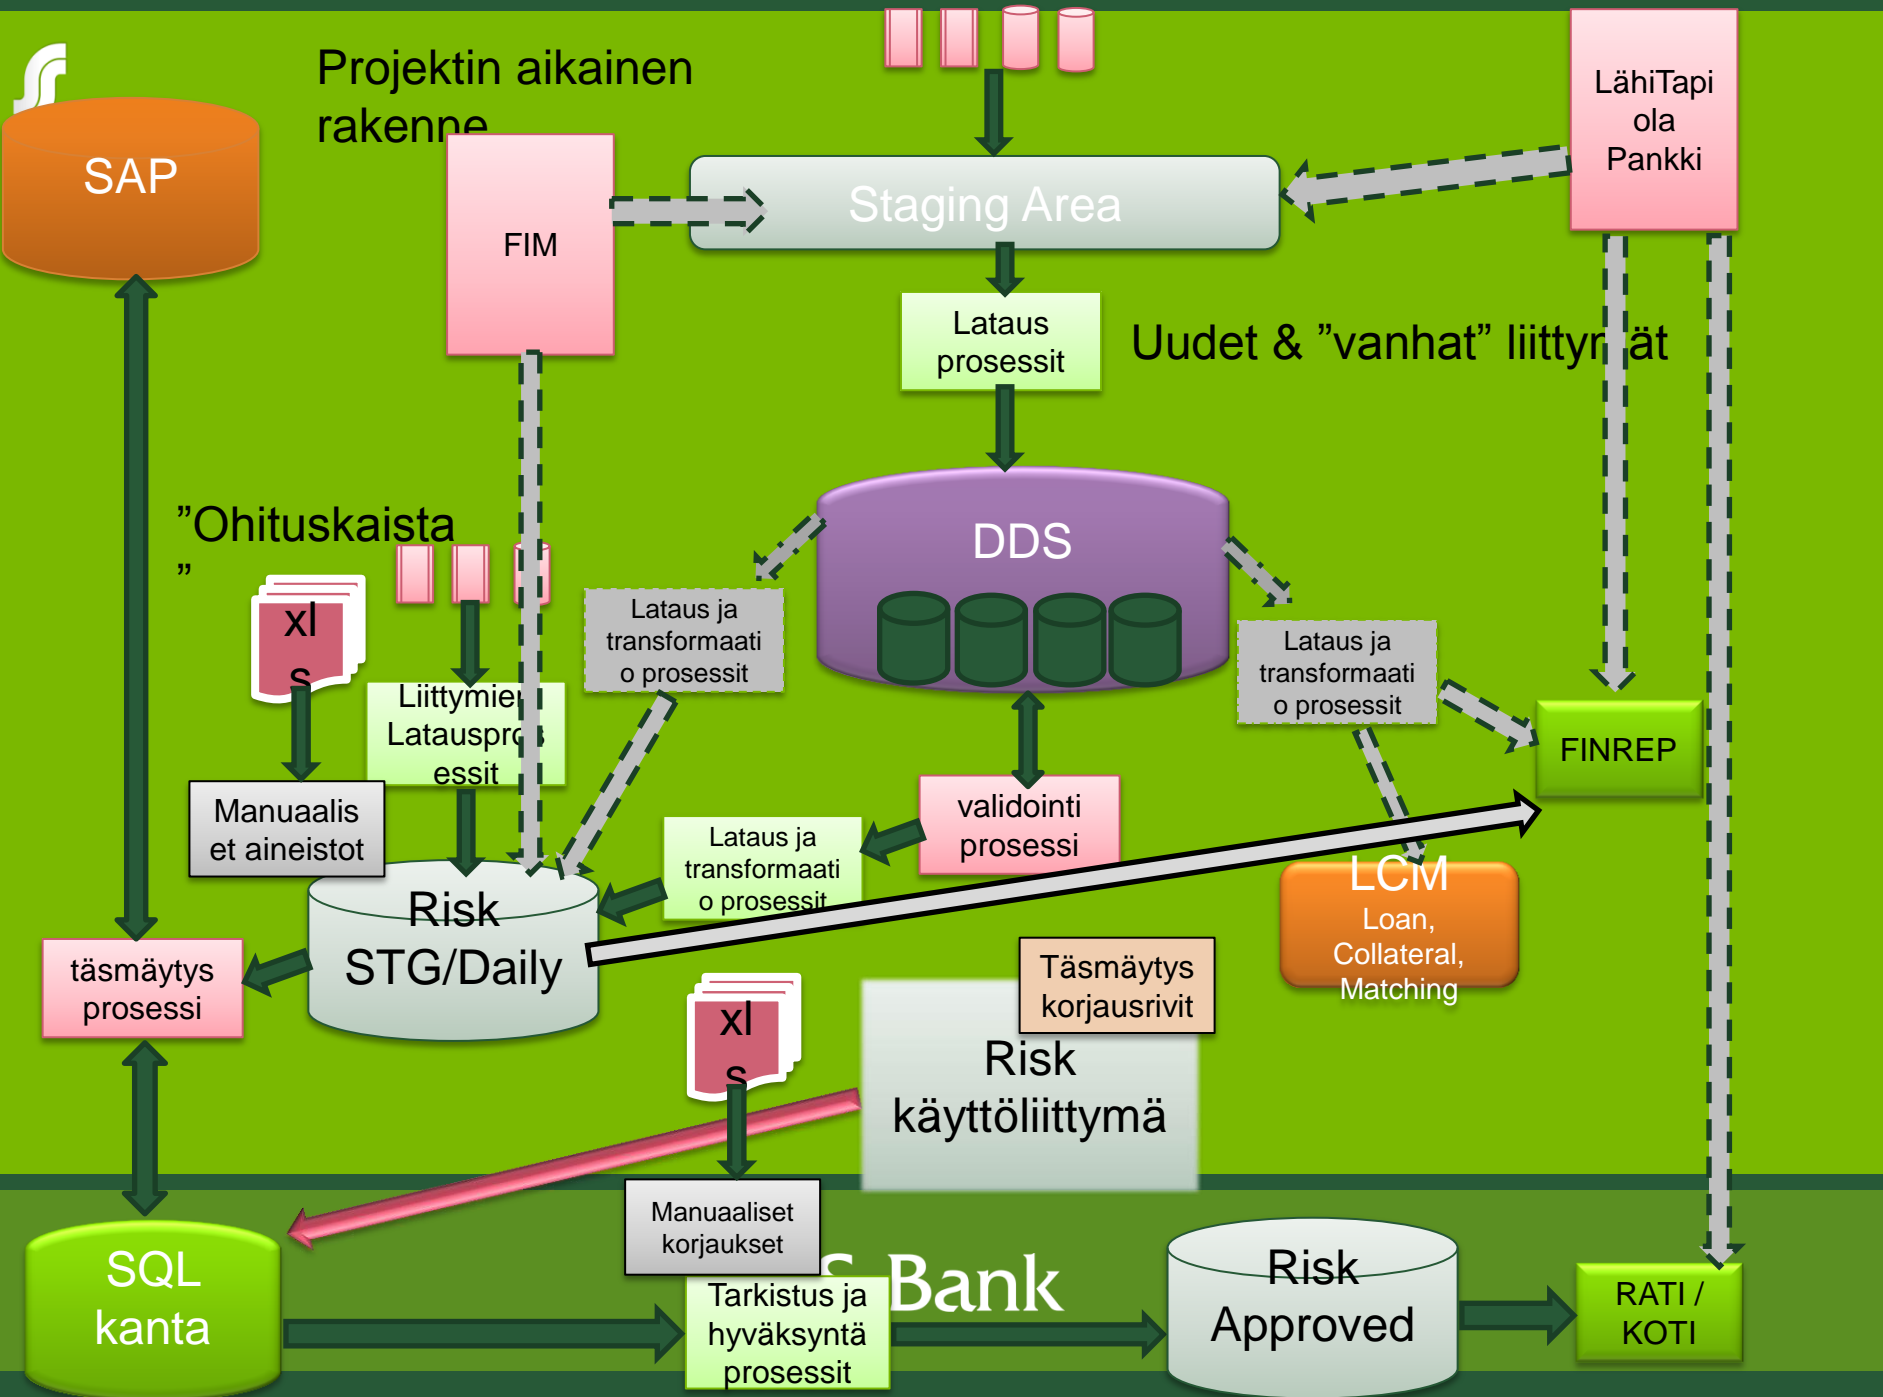 Projektin aikainen
rakenne
LähiTapi
ola
Pankki
SAP
Staging Area
FIM
Lataus
prosessit
Uudet & ”vanhat” liittymät
”Ohituskaista
”
DDS
xl
s
Lataus ja
transformaati
o prosessit
Lataus ja
transformaati
o prosessit
Liittymien
Latauspros
essit
FINREP
Manuaalis
et aineistot
validointi
prosessi
Lataus ja
transformaati
o prosessit
LCM
Loan,
Collateral,
Matching
Risk
STG/Daily
täsmäytys
prosessi
Täsmäytys
korjausrivit
xl
s
Risk
käyttöliittymä
Manuaaliset
korjaukset
SQL
kanta
S-Bank
Tarkistus ja
hyväksyntä
prosessit
Risk
Approved
RATI /
KOTI